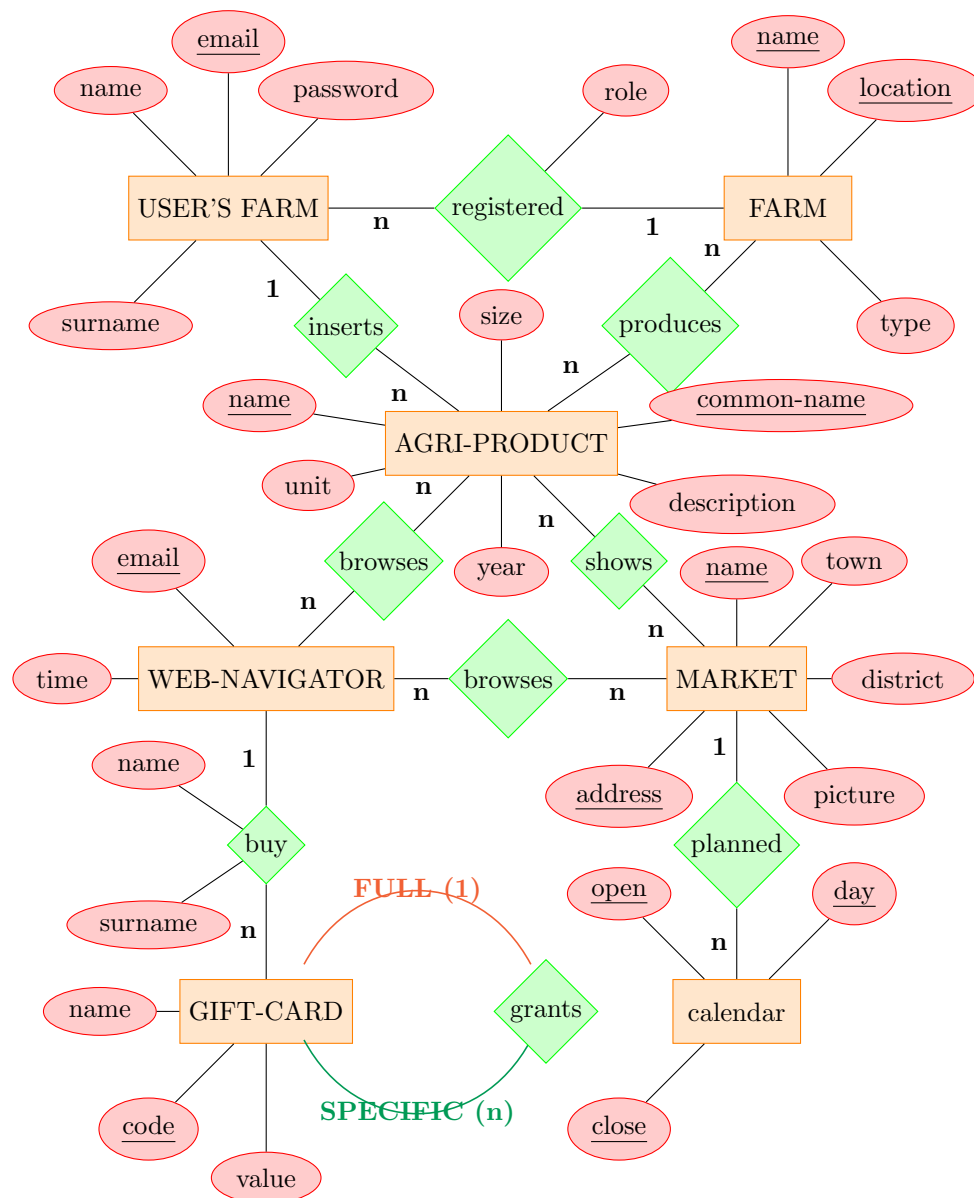 email
name
name
password
role
location
USER'S FARM
n
registered
1
FARM
n
1
surname
inserts
size
produces
type
n
n
name
common-name
AGRI-PRODUCT
unit
n
description
n
email
browses
year
shows
name
town
n
n
time
WEB-NAVIGATOR
n
browses
n
MARKET
district
1
1
name
address
picture
buy
planned
FULL (1)
open
day
surname
n
n
name
GIFT-CARD
grants
calendar
SPECIFIC (n)
code
close
value